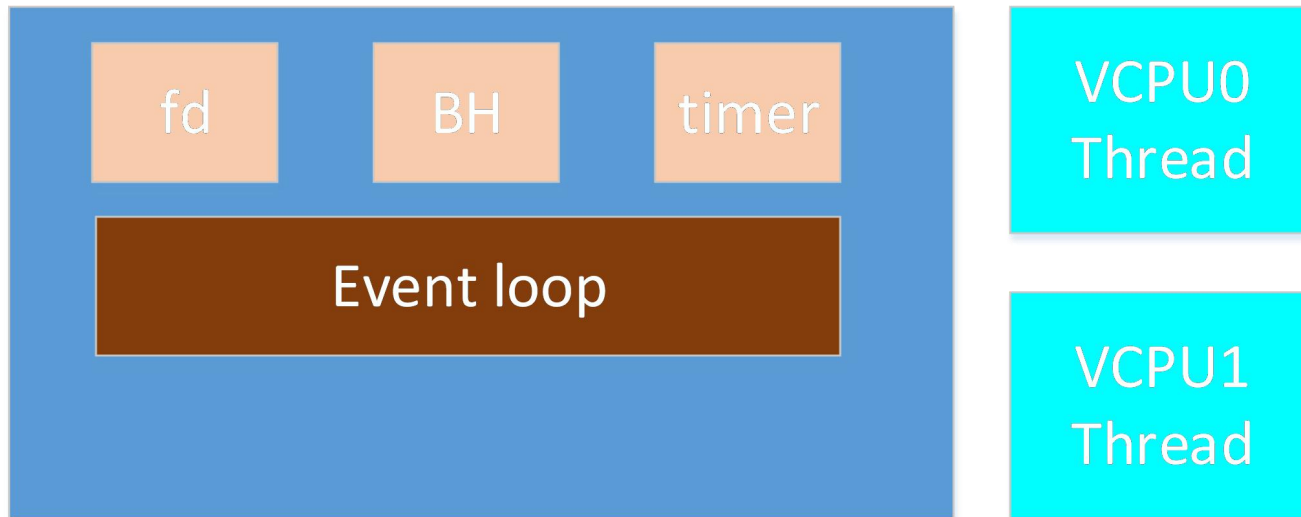 fd
BH
timer
Event loop
VCPU0
Thread
VCPU1
Thread